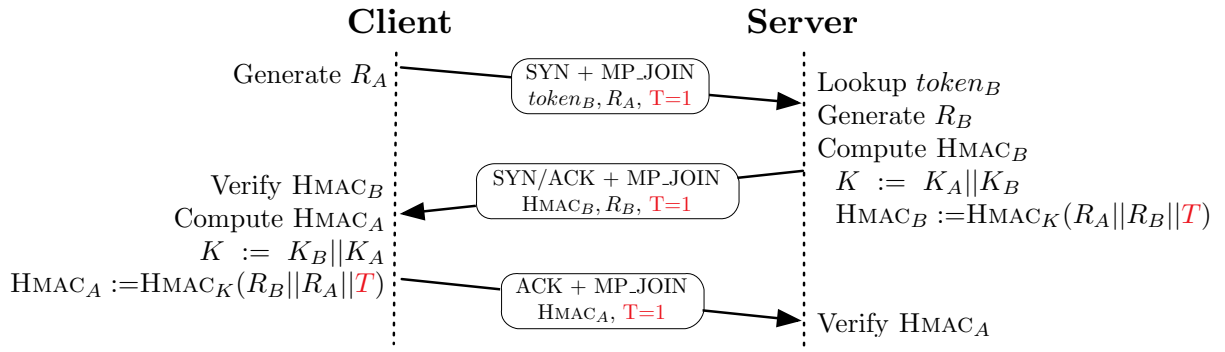 Client
Server
Generate R_A
SYN + MP_JOIN
token_B, R_A, T=1
Lookup token_B
Generate R_B
Compute HMAC_B
K := K_A||K_B
HMAC_B :=HMAC_K(R_A||R_B||T)
SYN/ACK + MP_JOIN
HMAC_B, R_B, T=1
Verify HMAC_B
Compute HMAC_A
K := K_B||K_A
HMAC_A :=HMAC_K(R_B||R_A||T)
ACK + MP_JOIN
HMAC_A, T=1
Verify HMAC_A